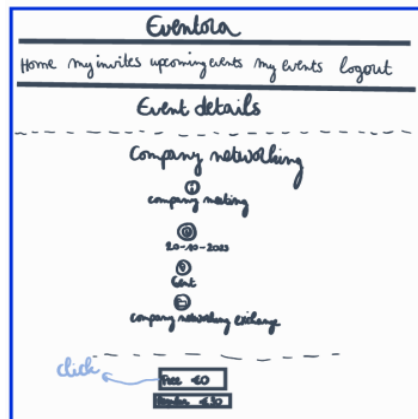 Eventora
Home my invites upcoming events my events logout
Event details
Company networking
company meeting
20-10-2023
Gent
company networking exchange
click
Free €0